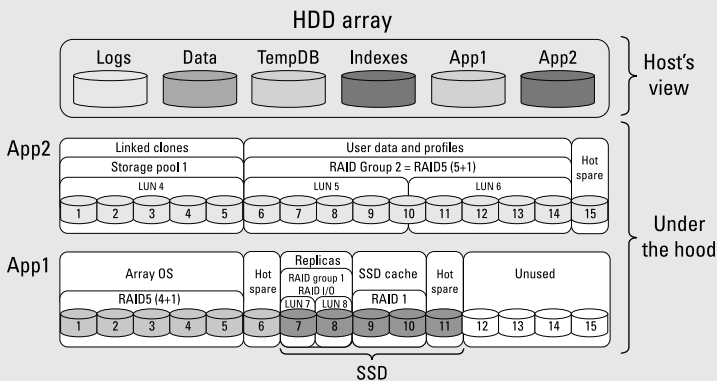 HDD array
Logs Data TempDB Indexes App1 App2
Host's
view
App2
Linked clones User data and profiles
Storage pool 1 RAID Group 2 = RAID5 (5+1)
Hot
spare
LUN 4 LUN 5 LUN 6
1 2 3 4 5 6 7 8 9 10 11 12 13 14 15
Under
the hood
App1
Array OS
RAID5 (4+1)
Hot
spare
Replicas
RAID group 1
RAID I/O
LUN 7 LUN 8
SSD cache
RAID 1
Hot
spare
Unused
1 2 3 4 5 6 7 8 9 10 11 12 13 14 15
SSD